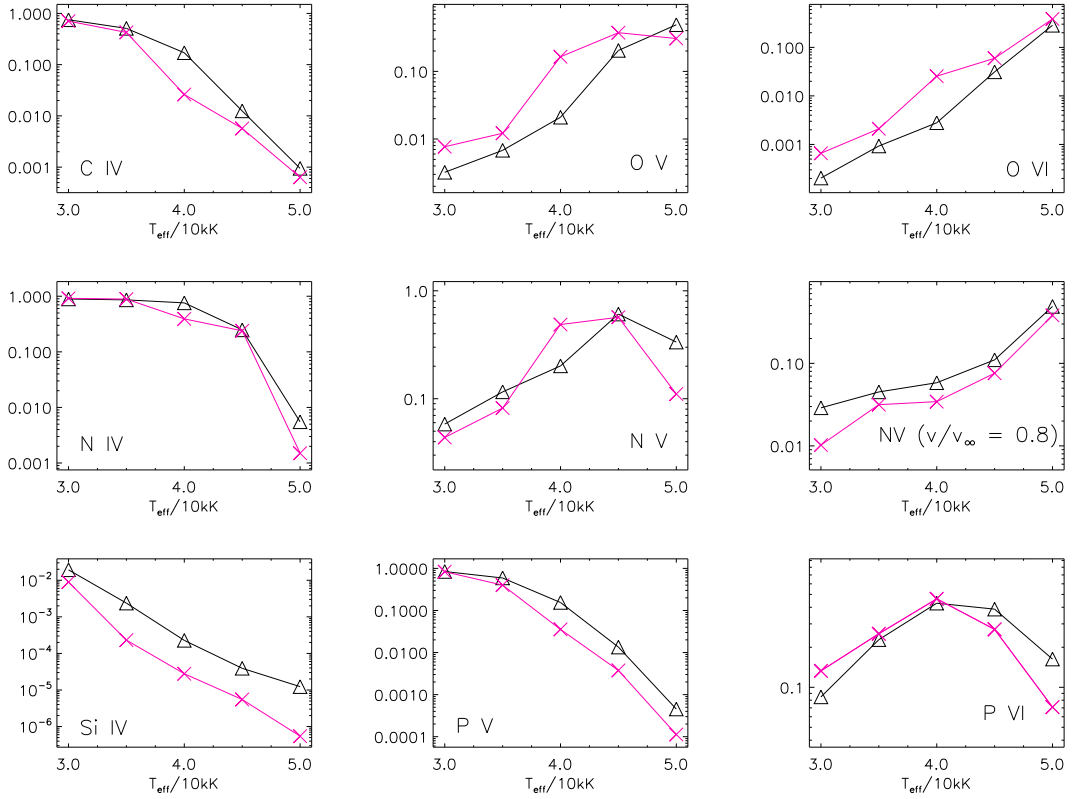 1.000
0.100
0.010
0.001
C IV
3.0 4.0 5.0
T_eff/10kK
0.10
0.01
O V
3.0 4.0 5.0
T_eff/10kK
0.100
0.010
0.001
O VI
3.0 4.0 5.0
T_eff/10kK
1.000
0.100
0.010
0.001
N IV
3.0 4.0 5.0
T_eff/10kK
1.0
0.1
N V
3.0 4.0 5.0
T_eff/10kK
0.10
0.01
NV (v/v_∞ = 0.8)
3.0 4.0 5.0
T_eff/10kK
10^-2
10^-3
10^-4
10^-5
10^-6
Si IV
3.0 4.0 5.0
T_eff/10kK
1.0000
0.1000
0.0100
0.0010
0.0001
P V
3.0 4.0 5.0
T_eff/10kK
0.1
P VI
3.0 4.0 5.0
T_eff/10kK